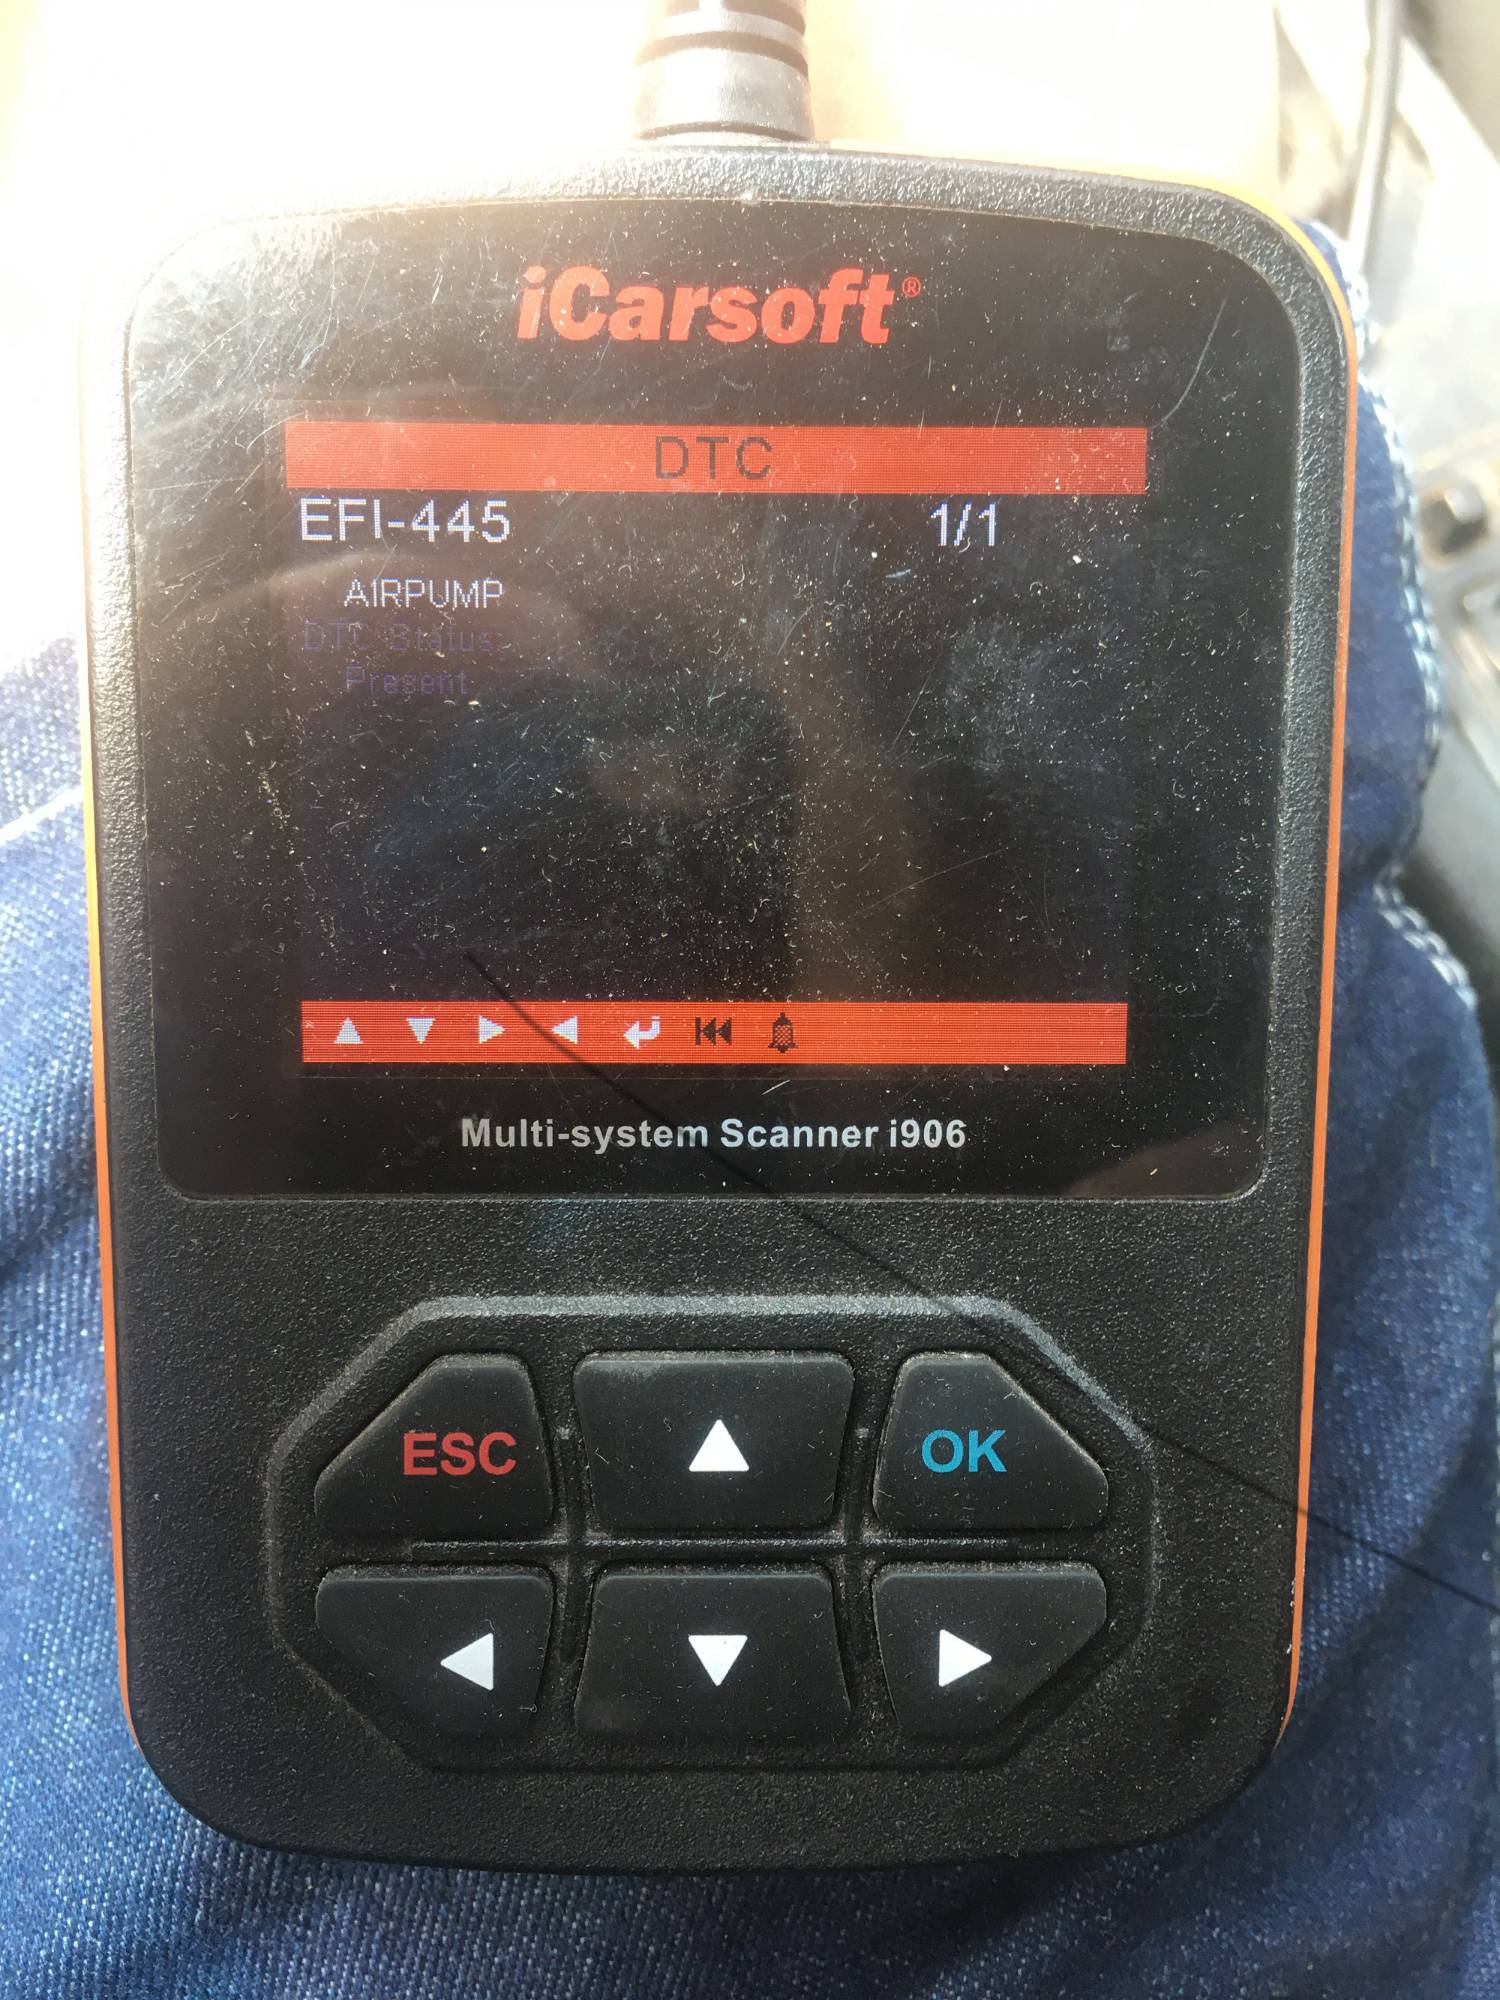 iCarsoft®
DTC
EFI-445 1/1
AIRPUMP
DTC Status:
Present.
Multi-system Scanner i906
ESC
OK